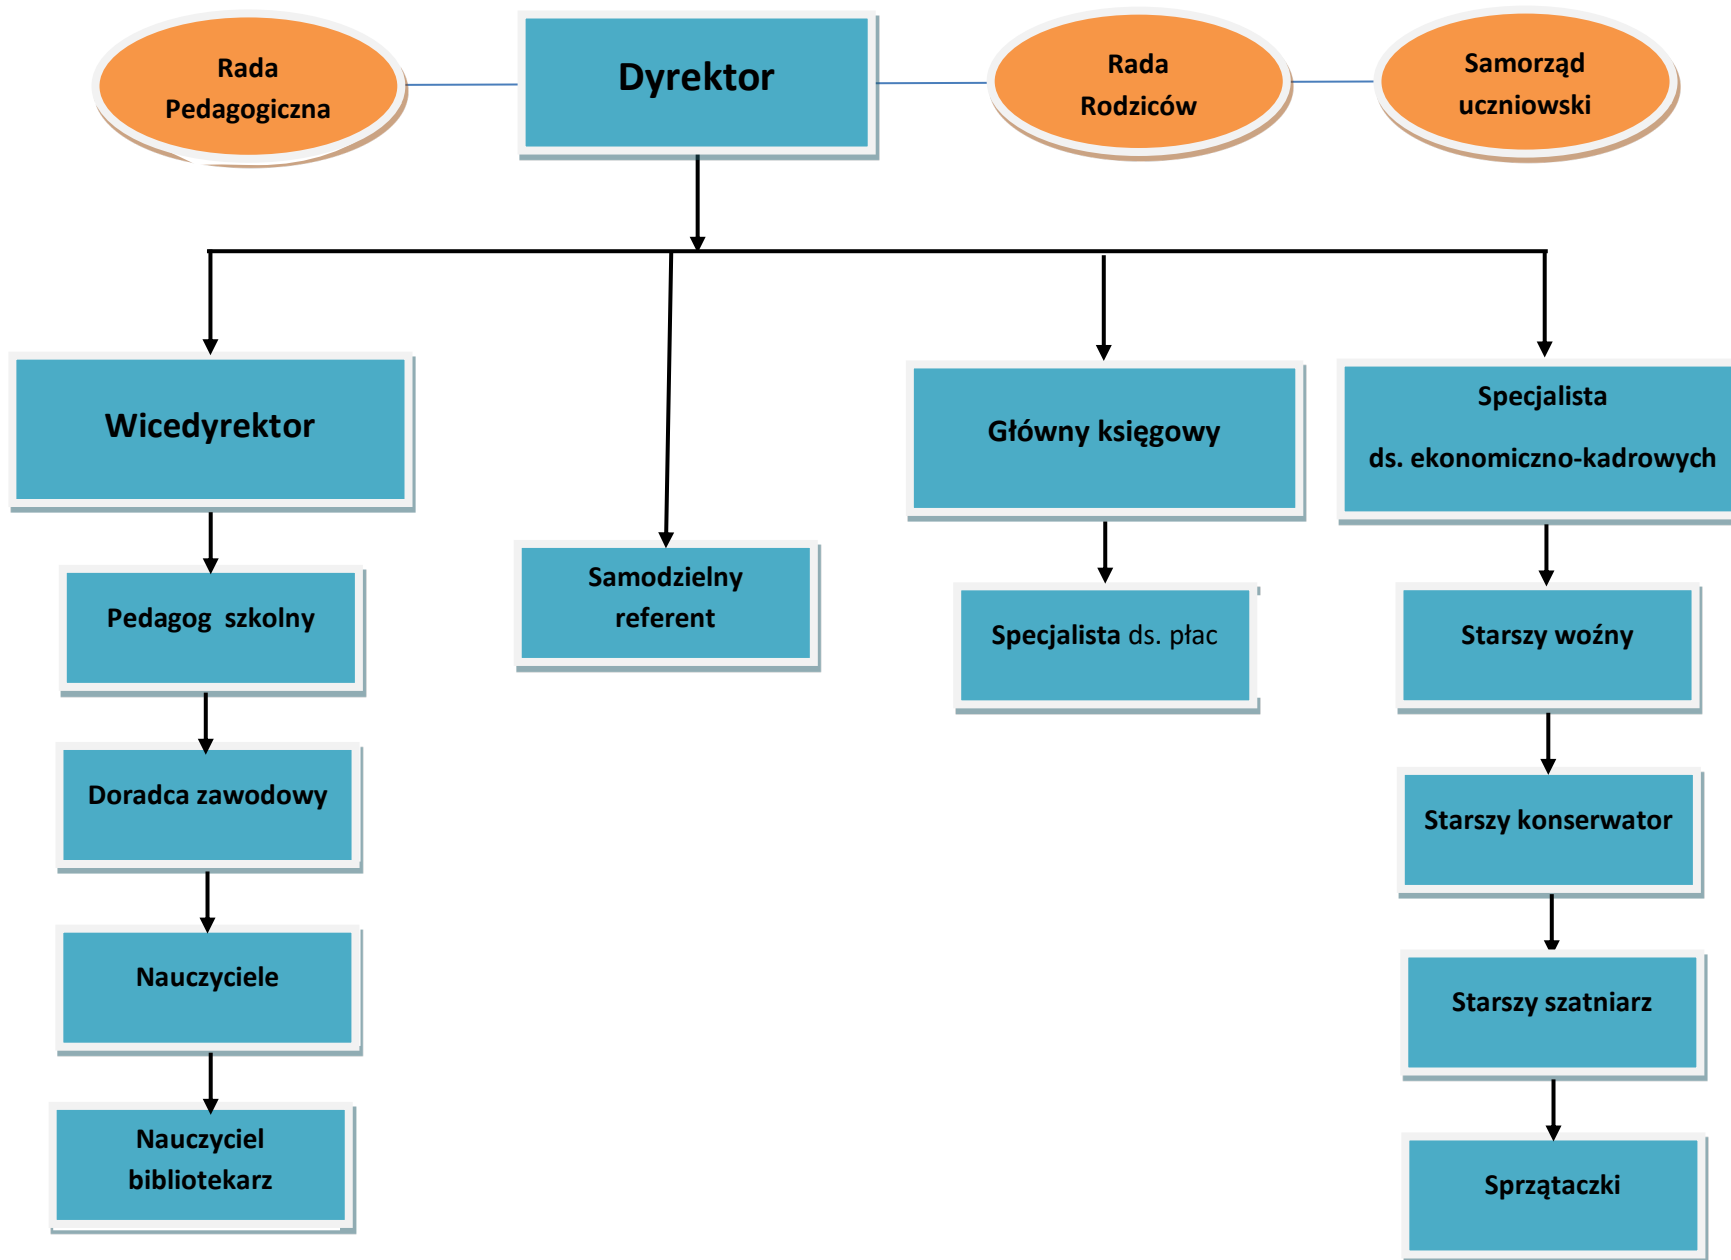 Rada
Pedagogiczna
Dyrektor
Rada
Rodziców
Samorząd
uczniowski
Wicedyrektor
Główny księgowy
Specjalista
ds. ekonomiczno-kadrowych
Samodzielny
referent
Pedagog  szkolny
Specjalista ds. płac
Starszy woźny
Doradca zawodowy
Starszy konserwator
Nauczyciele
Starszy szatniarz
Nauczyciel
bibliotekarz
Sprzątaczki